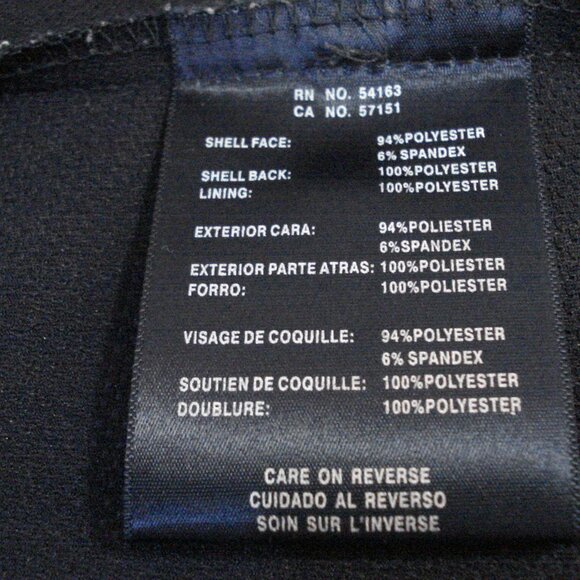 RN NO. 54163
CA NO. 57151
SHELL FACE: 94%POLYESTER
6% SPANDEX
SHELL BACK: 100%POLYESTER
LINING: 100%POLYESTER
EXTERIOR CARA: 94%POLIESTER
6%SPANDEX
EXTERIOR PARTE ATRAS: 100%POLIESTER
FORRO: 100%POLIESTER
VISAGE DE COQUILLE: 94%POLYESTER
6% SPANDEX
SOUTIEN DE COQUILLE: 100%POLYESTER
DOUBLURE: 100%POLYESTER
CARE ON REVERSE
CUIDADO AL REVERSO
SOIN SUR L'INVERSE